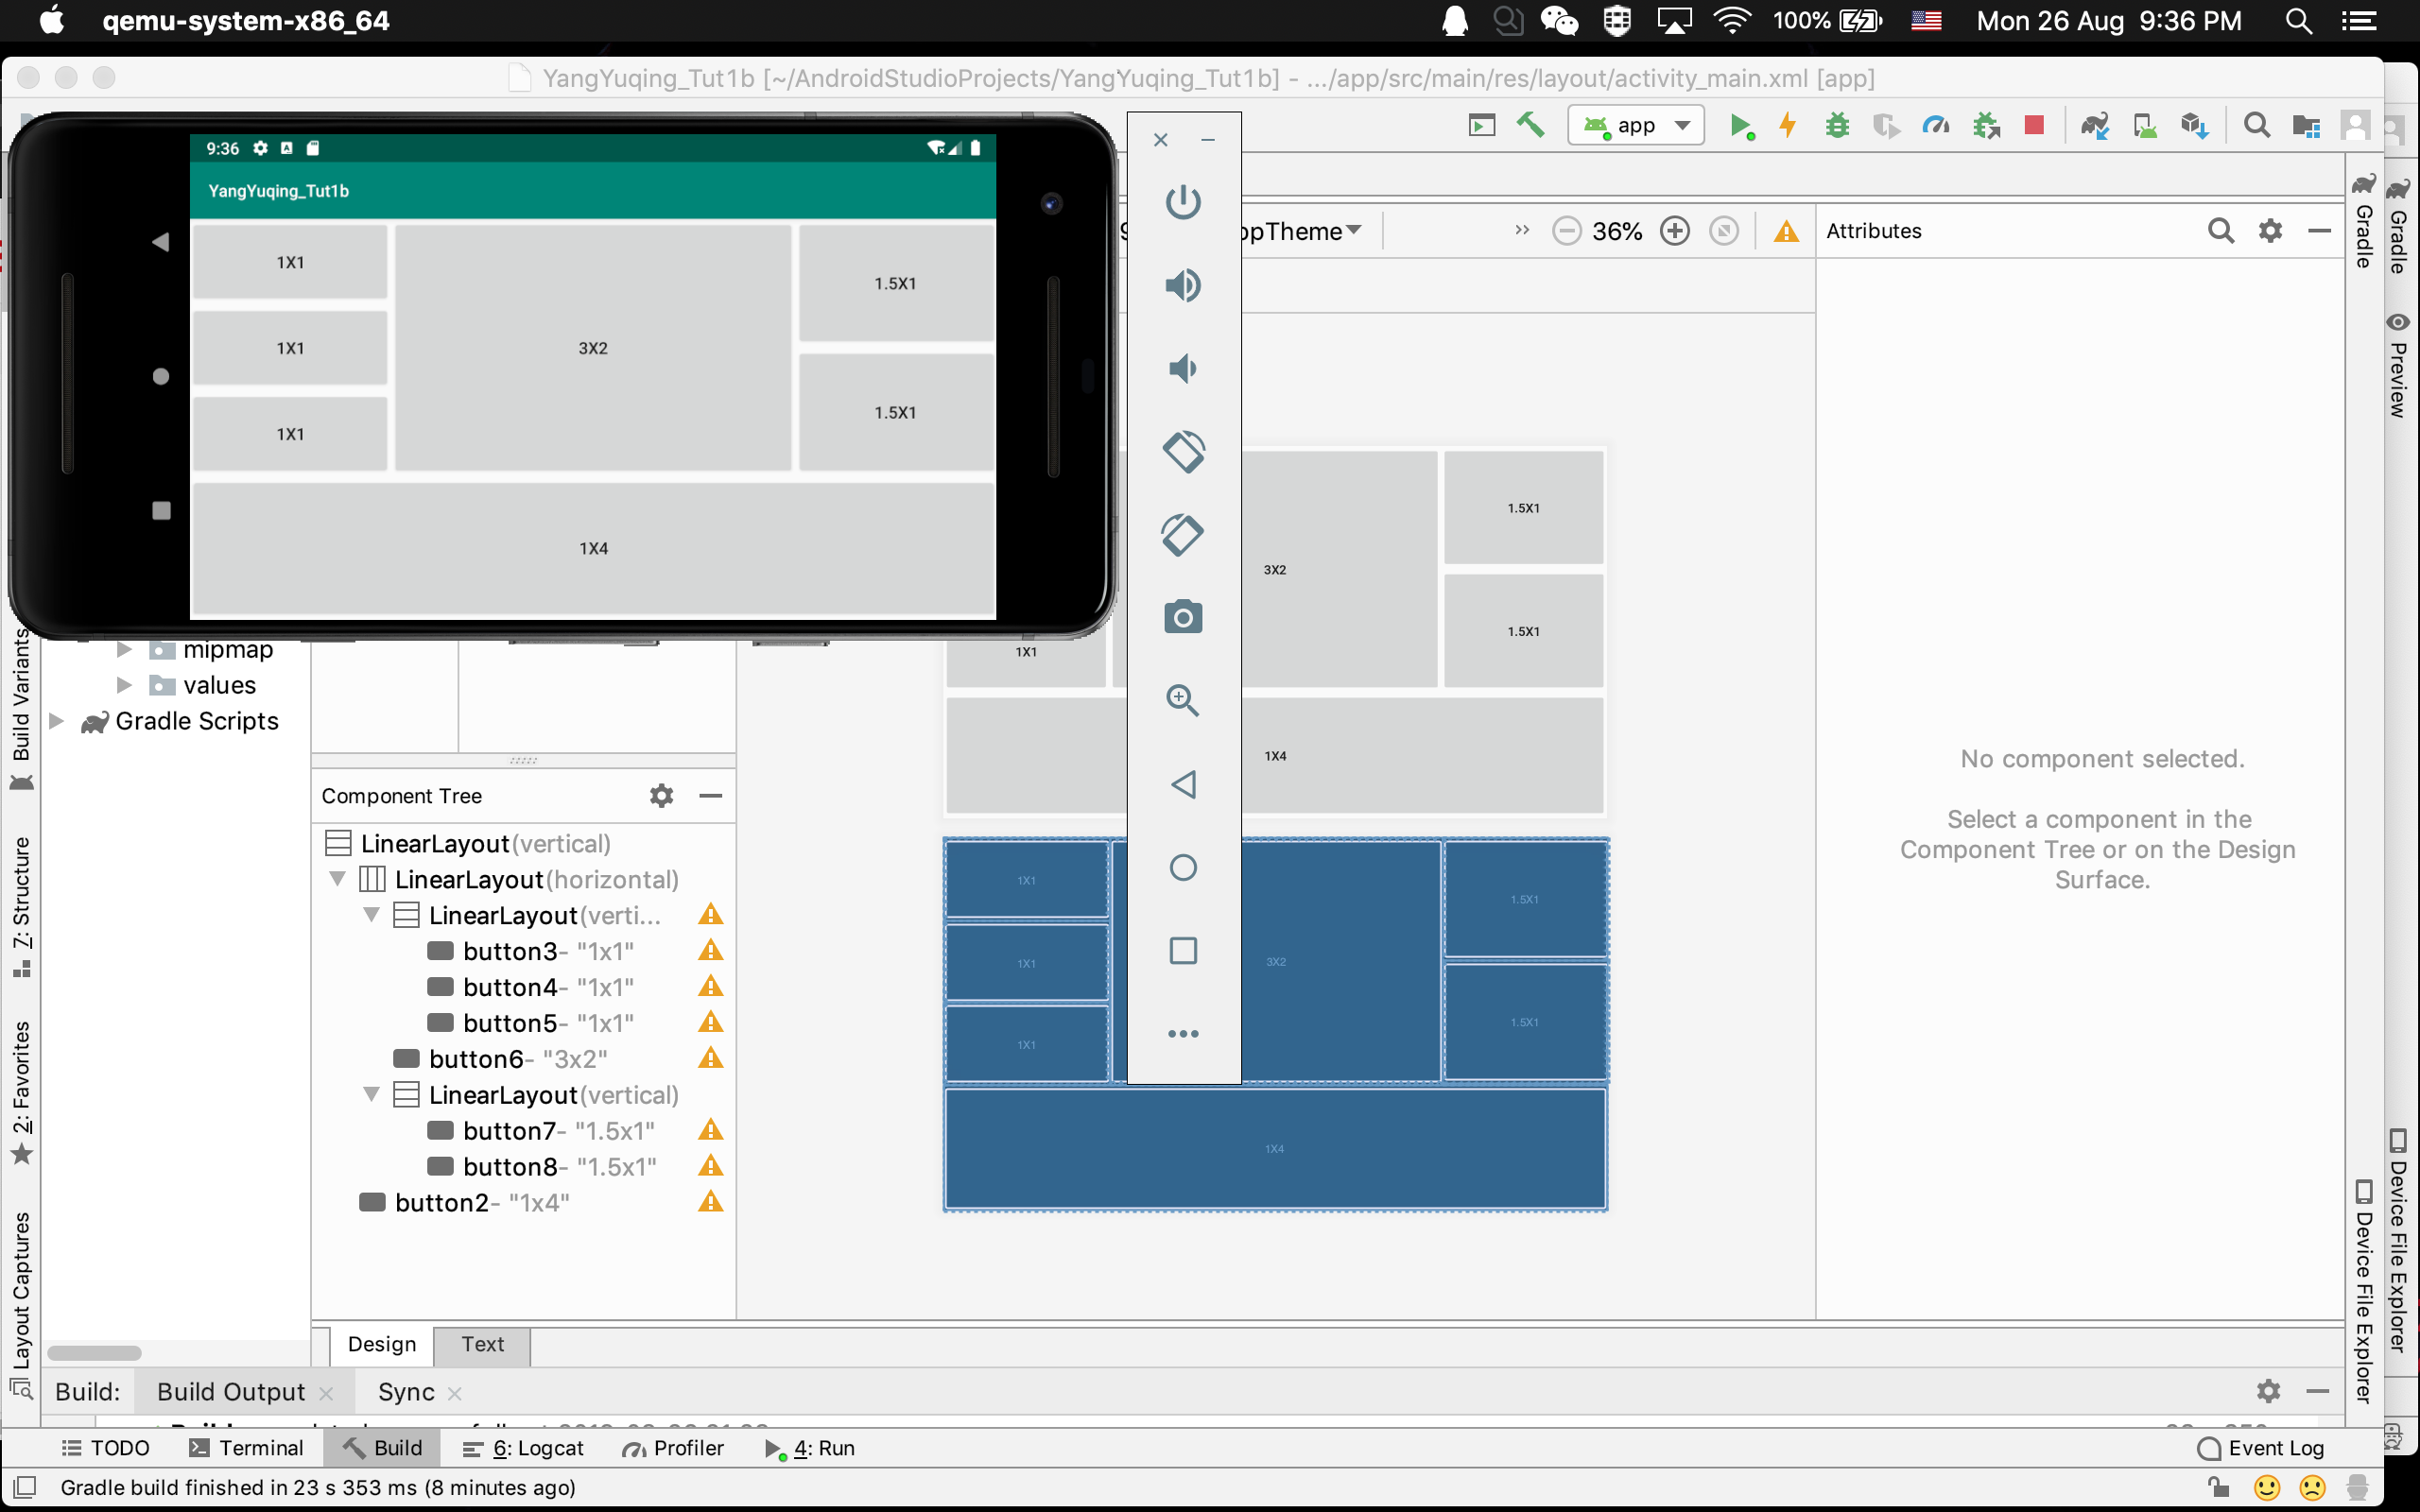 qemu-system-x86_64
100%
Mon 26 Aug 9:36 PM
YangYuqing_Tut1b [~/AndroidStudioProjects/YangYuqing_Tut1b] - .../app/src/main/res/layout/activity_main.xml [app]
app
9:36
YangYuqing_Tut1b
1X1
1X1
1X1
3X2
1.5X1
1.5X1
1X4
ppTheme
36%
Attributes
Gradle
Gradle
Preview
3X2
1.5X1
1.5X1
1X1
1X4
mipmap
values
Gradle Scripts
Build Variants
7: Structure
2: Favorites
Layout Captures
Component Tree
LinearLayout(vertical)
LinearLayout(horizontal)
LinearLayout(verti...
button3- "1x1"
button4- "1x1"
button5- "1x1"
button6- "3x2"
LinearLayout(vertical)
button7- "1.5x1"
button8- "1.5x1"
button2- "1x4"
1X1
1X1
1X1
3X2
1.5X1
1.5X1
1X4
No component selected.
Select a component in the
Component Tree or on the Design
Surface.
Device File Explorer
Device File Explorer
Design Text
Build: Build Output Sync
TODO Terminal Build 6: Logcat Profiler 4: Run Event Log
Gradle build finished in 23 s 353 ms (8 minutes ago)